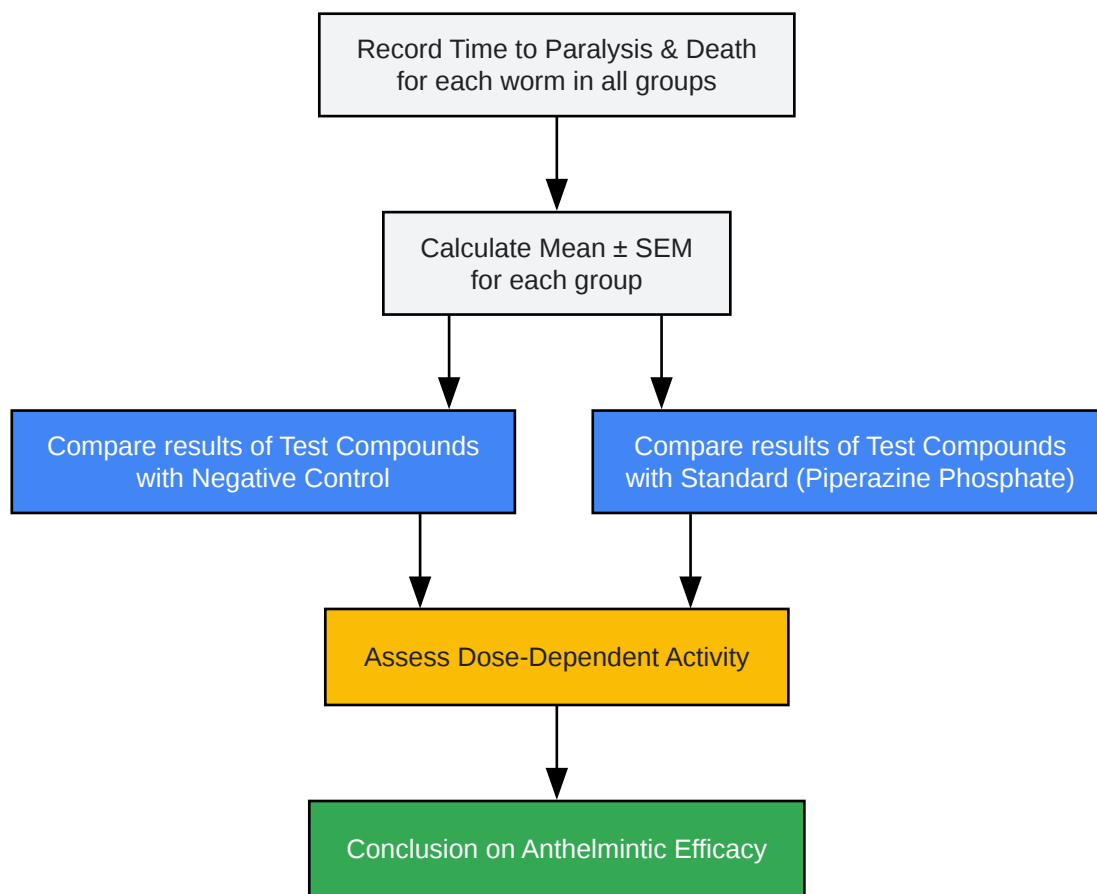 Record Time to Paralysis & Death
for each worm in all groups
Calculate Mean ± SEM
for each group
Compare results of Test Compounds
with Negative Control
Compare results of Test Compounds
with Standard (Piperazine Phosphate)
Assess Dose-Dependent Activity
Conclusion on Anthelmintic Efficacy